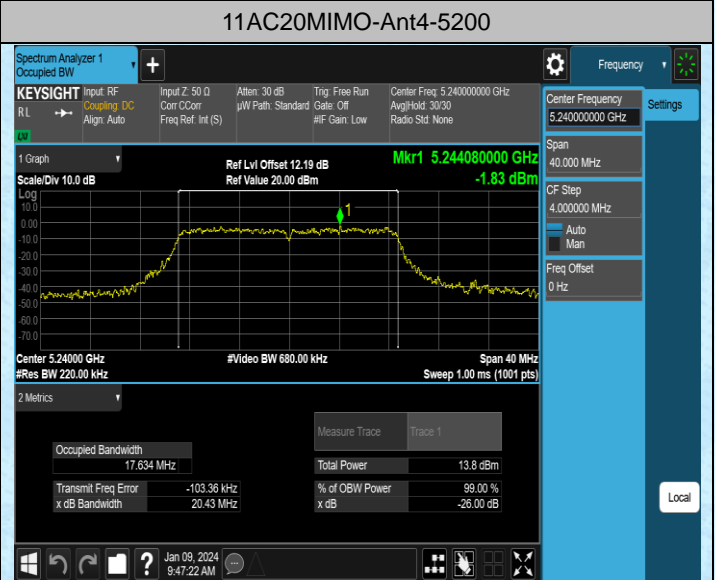 11AC20MIMO-Ant4-5200
Spectrum Analyzer 1
Occupied BW
Frequency
KEYSIGHT
RL
LXI
Input: RF
Coupling: DC
Align: Auto
Input Z: 50 Ω
Corr CCorr
Freq Ref: Int (S)
Atten: 30 dB
µW Path: Standard
Trig: Free Run
Gate: Off
#IF Gain: Low
Center Freq: 5.240000000 GHz
Avg|Hold: 30/30
Radio Std: None
Center Frequency
5.240000000 GHz
Settings
Span
40.000 MHz
CF Step
4.000000 MHz
Auto
Man
Freq Offset
0 Hz
1 Graph
Scale/Div 10.0 dB
Ref Lvl Offset 12.19 dB
Ref Value 20.00 dBm
Mkr1 5.244080000 GHz
-1.83 dBm
Log
10.0
0.00
-10.0
-20.0
-30.0
-40.0
-50.0
-60.0
-70.0
1
Center 5.24000 GHz
#Res BW 220.00 kHz
#Video BW 680.00 kHz
Span 40 MHz
Sweep 1.00 ms (1001 pts)
2 Metrics
Measure Trace Trace 1
Occupied Bandwidth
17.634 MHz
Total Power 13.8 dBm
Transmit Freq Error -103.36 kHz
% of OBW Power 99.00 %
x dB Bandwidth 20.43 MHz
x dB -26.00 dB
Local
Jan 09, 2024
9:47:22 AM